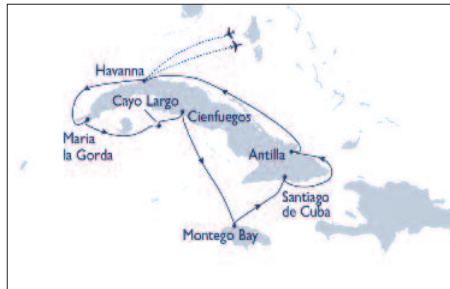 Havanna
Cayo Largo
Cienfuegos
Maria
la Gorda
Antilla
Santiago
de Cuba
Montego Bay